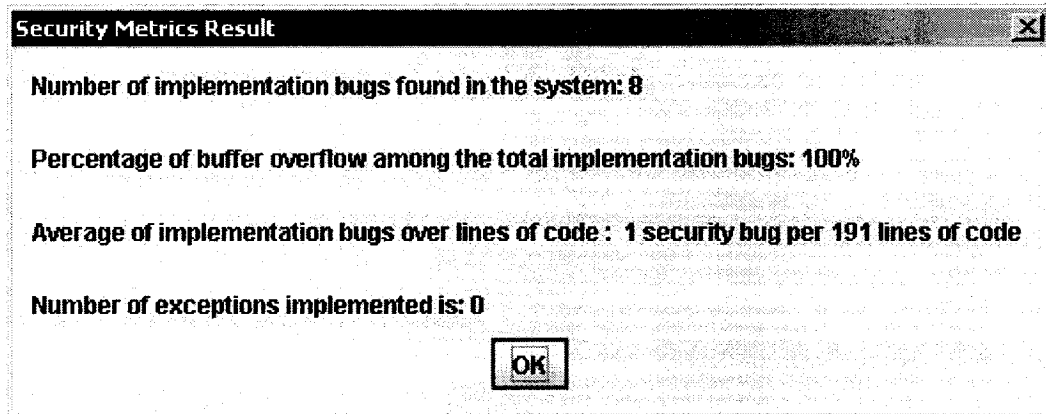 Security Metrics Result
Number of implementation bugs found in the system: 8
Percentage of buffer overflow among the total implementation bugs: 100%
Average of implementation bugs over lines of code : 1 security bug per 191 lines of code
Number of exceptions implemented is: 0
OK